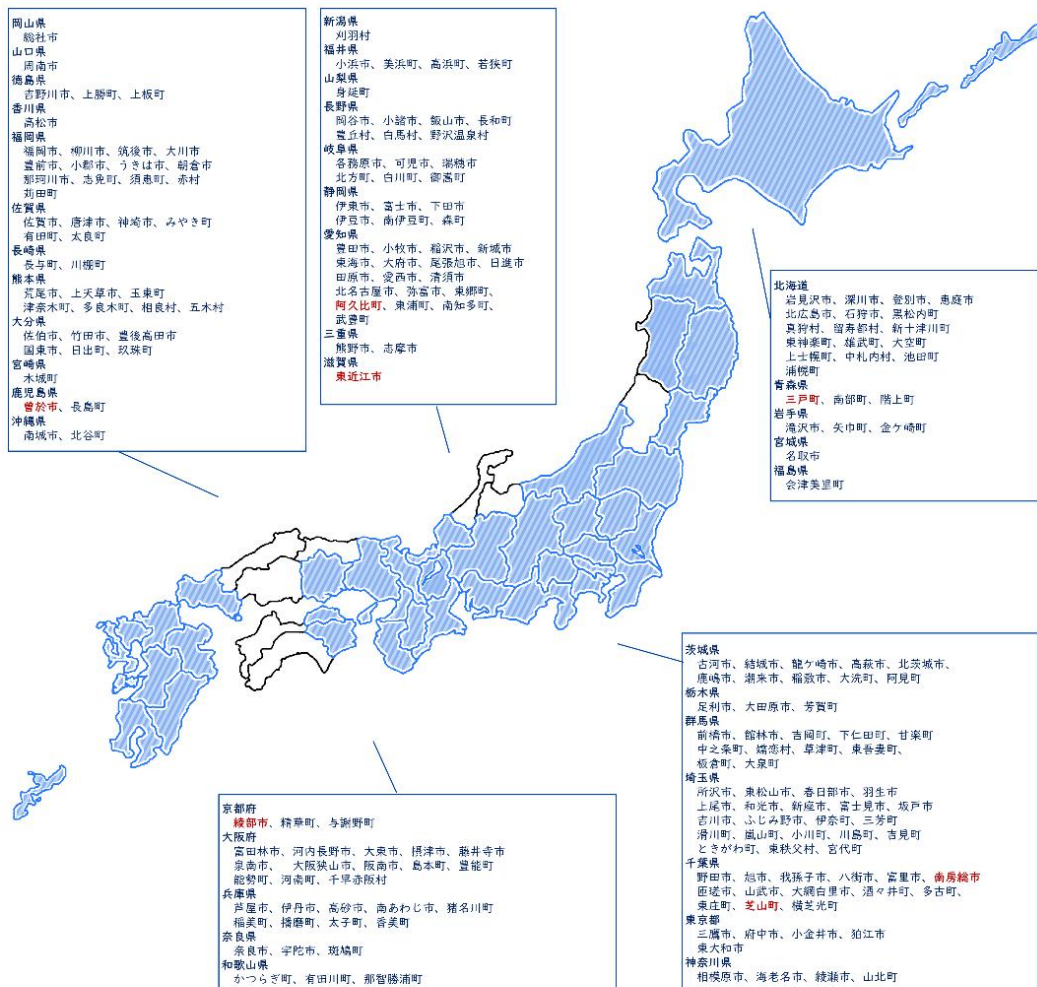 岡山県
総社市
山口県
周南市
徳島県
吉野川市、上勝町、上板町
香川県
高松市
福岡県
福岡市、柳川市、筑後市、大川市
豊前市、小郡市、うきは市、朝倉市
那珂川市、志免町、須恵町、赤村
苅田町
佐賀県
佐賀市、唐津市、神埼市、みやき町
有田町、太良町
長崎県
長与町、川棚町
熊本県
荒尾市、上天草市、玉東町
津奈木町、多良木町、相良村、五木村
大分県
佐伯市、竹田市、豊後高田市
国東市、日出町、玖珠町
宮崎県
木城町
鹿児島県
曽於市、長島町
沖縄県
南城市、北谷町
新潟県
刈羽村
福井県
小浜市、美浜町、高浜町、若狭町
山梨県
身延町
長野県
岡谷市、小諸市、飯山市、長和町
豊丘村、白馬村、野沢温泉村
岐阜県
各務原市、可児市、瑞穂市
北方町、白川町、御嵩町
静岡県
伊東市、富士市、下田市
伊豆市、南伊豆町、森町
愛知県
豊田市、小牧市、稲沢市、新城市
東海市、大府市、尾張旭市、日進市
田原市、愛西市、清須市
北名古屋市、弥富市、東郷町、
阿久比町、東浦町、南知多町、
武豊町
三重県
熊野市、志摩市
滋賀県
東近江市
北海道
岩見沢市、深川市、登別市、恵庭市
北広島市、石狩市、黒松内町
真狩村、留寿都村、新十津川町
東神楽町、雄武町、大空町
上士幌町、中札内村、池田町
浦幌町
青森県
三戸町、南部町、階上町
岩手県
滝沢市、矢巾町、金ケ崎町
宮城県
名取市
福島県
会津美里町
茨城県
古河市、結城市、龍ケ崎市、高萩市、北茨城市、
鹿嶋市、潮来市、稲敷市、大洗町、阿見町
栃木県
足利市、大田原市、芳賀町
群馬県
前橋市、館林市、吉岡町、下仁田町、甘楽町
中之条町、嬬恋村、草津町、東吾妻町、
板倉町、大泉町
埼玉県
所沢市、東松山市、春日部市、羽生市
上尾市、和光市、新座市、富士見市、坂戸市
吉川市、ふじみ野市、伊奈町、三芳町
滑川町、嵐山町、小川町、川島町、吉見町
ときがわ町、東秩父村、宮代町
千葉県
野田市、旭市、我孫子市、八街市、富里市、南房総市
匝瑳市、山武市、大網白里市、酒々井町、多古町、
東庄町、芝山町、横芝光町
東京都
三鷹市、府中市、小金井市、狛江市
東大和市
神奈川県
相模原市、海老名市、綾瀬市、山北町
京都府
綾部市、精華町、与謝野町
大阪府
富田林市、河内長野市、大東市、摂津市、藤井寺市
泉南市、 大阪狭山市、阪南市、島本町、豊能町
能勢町、河南町、千早赤阪村
兵庫県
芦屋市、伊丹市、高砂市、南あわじ市、猪名川町
稲美町、播磨町、太子町、香美町
奈良県
奈良市、宇陀市、斑鳩町
和歌山県
かつらぎ町、有田川町、那智勝浦町